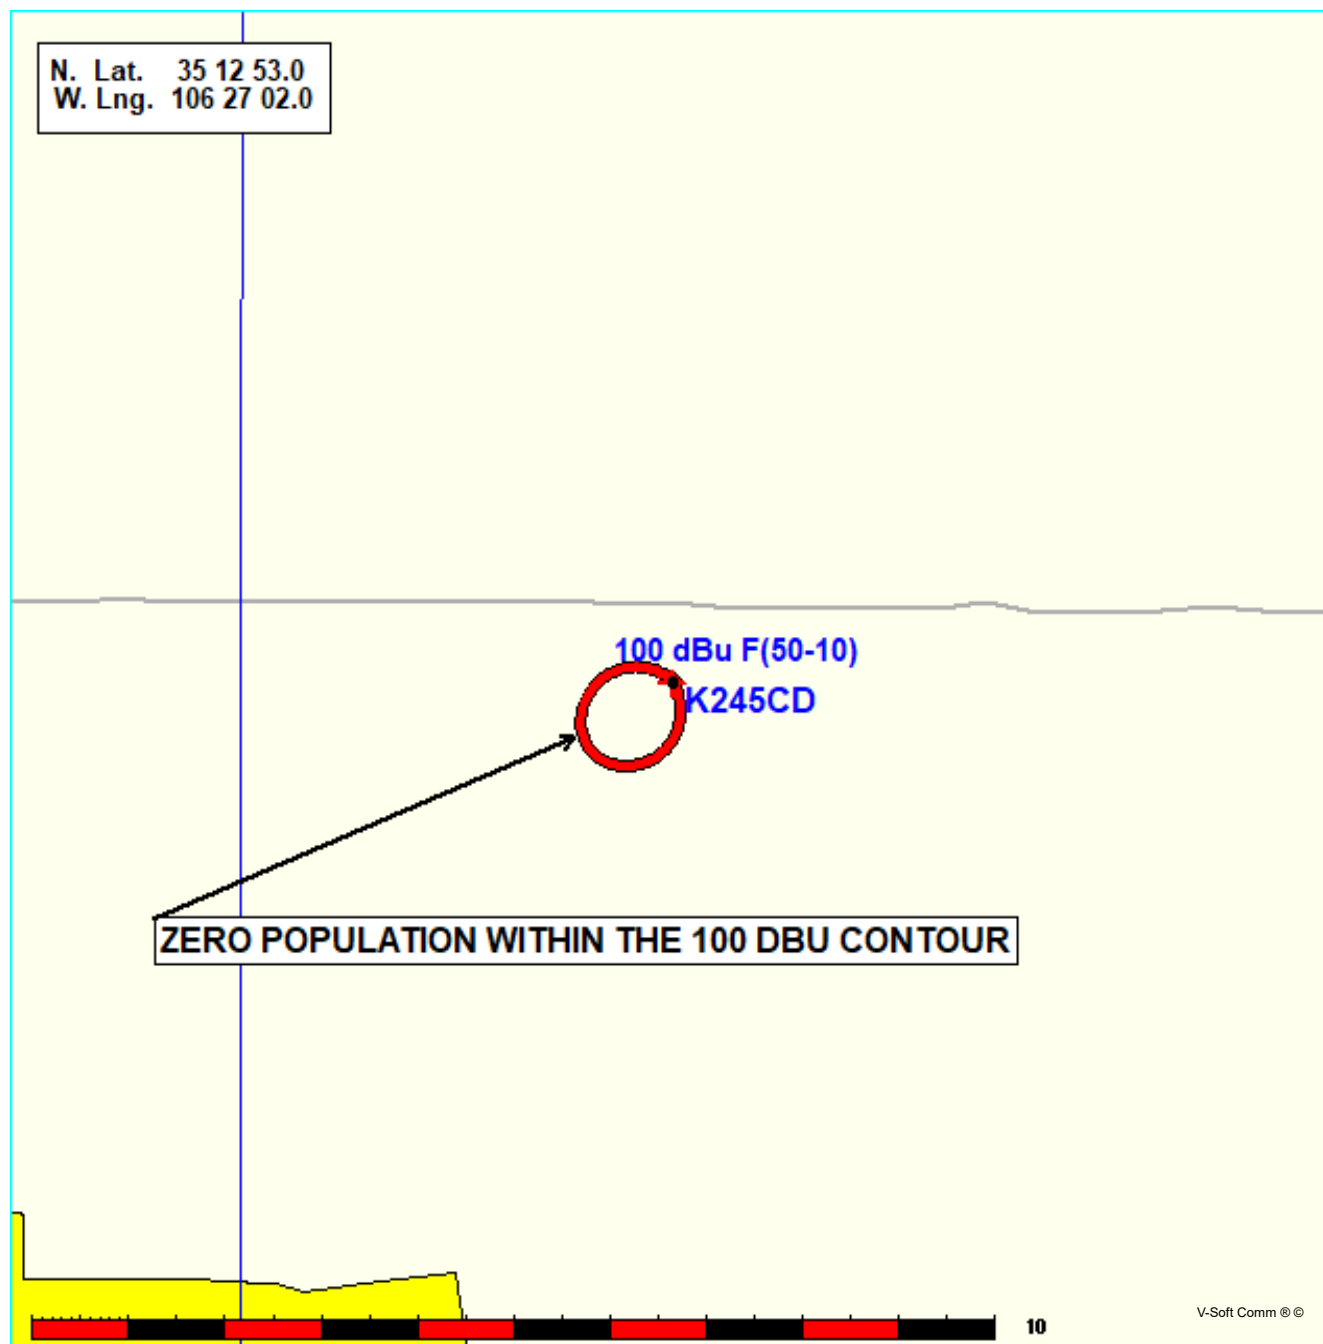 N. Lat. 35 12 53.0
W. Lng. 106 27 02.0
100 dBu F(50-10)
K245CD
ZERO POPULATION WITHIN THE 100 DBU CONTOUR
V-Soft Comm ® ©
10